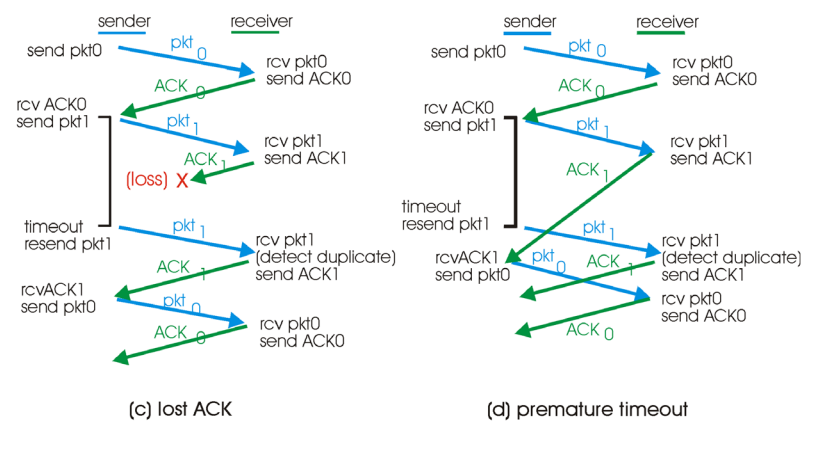 sender
receiver
send pkt0
pkt 0
rcv pkt0
send ACK0
ACK 0
rcv ACK0
send pkt1
pkt 1
rcv pkt1
send ACK1
ACK 1
(loss) X
timeout
resend pkt1
pkt 1
rcv pkt1
(detect duplicate)
send ACK1
ACK 1
rcvACK1
send pkt0
pkt 0
rcv pkt0
send ACK0
ACK 0
(c) lost ACK
sender
receiver
send pkt0
pkt 0
rcv pkt0
send ACK0
ACK 0
rcv ACK0
send pkt1
pkt 1
rcv pkt1
send ACK1
ACK 1
timeout
resend pkt1
pkt 1
rcv pkt1
(detect duplicate)
send ACK1
rcvACK1
send pkt0
pkt 0
ACK 1
rcv pkt0
send ACK0
ACK 0
(d) premature timeout